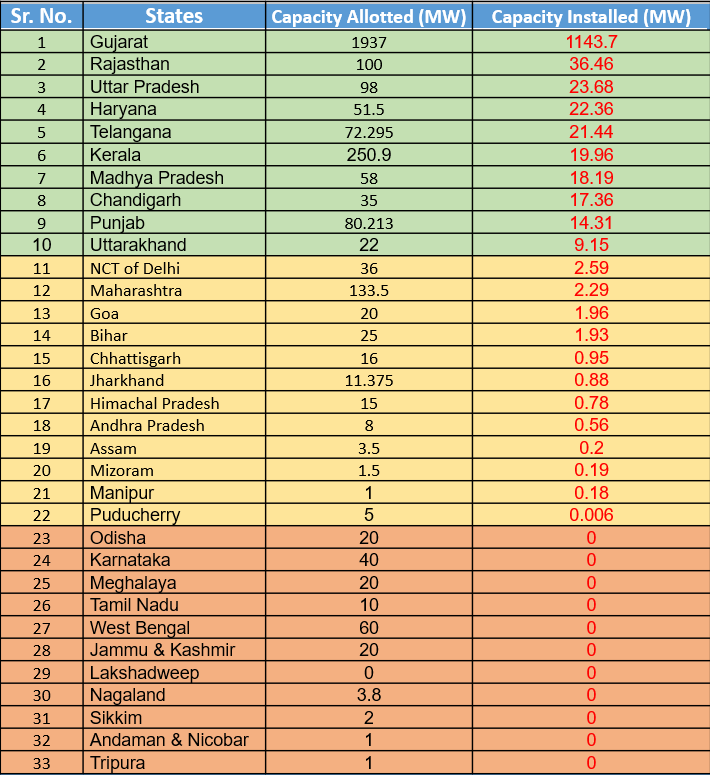 Sr. No. States Capacity Allotted (MW) Capacity Installed (MW)
1 Gujarat 1937 1143.7
2 Rajasthan 100 36.46
3 Uttar Pradesh 98 23.68
4 Haryana 51.5 22.36
5 Telangana 72.295 21.44
6 Kerala 250.9 19.96
7 Madhya Pradesh 58 18.19
8 Chandigarh 35 17.36
9 Punjab 80.213 14.31
10 Uttarakhand 22 9.15
11 NCT of Delhi 36 2.59
12 Maharashtra 133.5 2.29
13 Goa 20 1.96
14 Bihar 25 1.93
15 Chhattisgarh 16 0.95
16 Jharkhand 11.375 0.88
17 Himachal Pradesh 15 0.78
18 Andhra Pradesh 8 0.56
19 Assam 3.5 0.2
20 Mizoram 1.5 0.19
21 Manipur 1 0.18
22 Puducherry 5 0.006
23 Odisha 20 0
24 Karnataka 40 0
25 Meghalaya 20 0
26 Tamil Nadu 10 0
27 West Bengal 60 0
28 Jammu & Kashmir 20 0
29 Lakshadweep 0 0
30 Nagaland 3.8 0
31 Sikkim 2 0
32 Andaman & Nicobar 1 0
33 Tripura 1 0